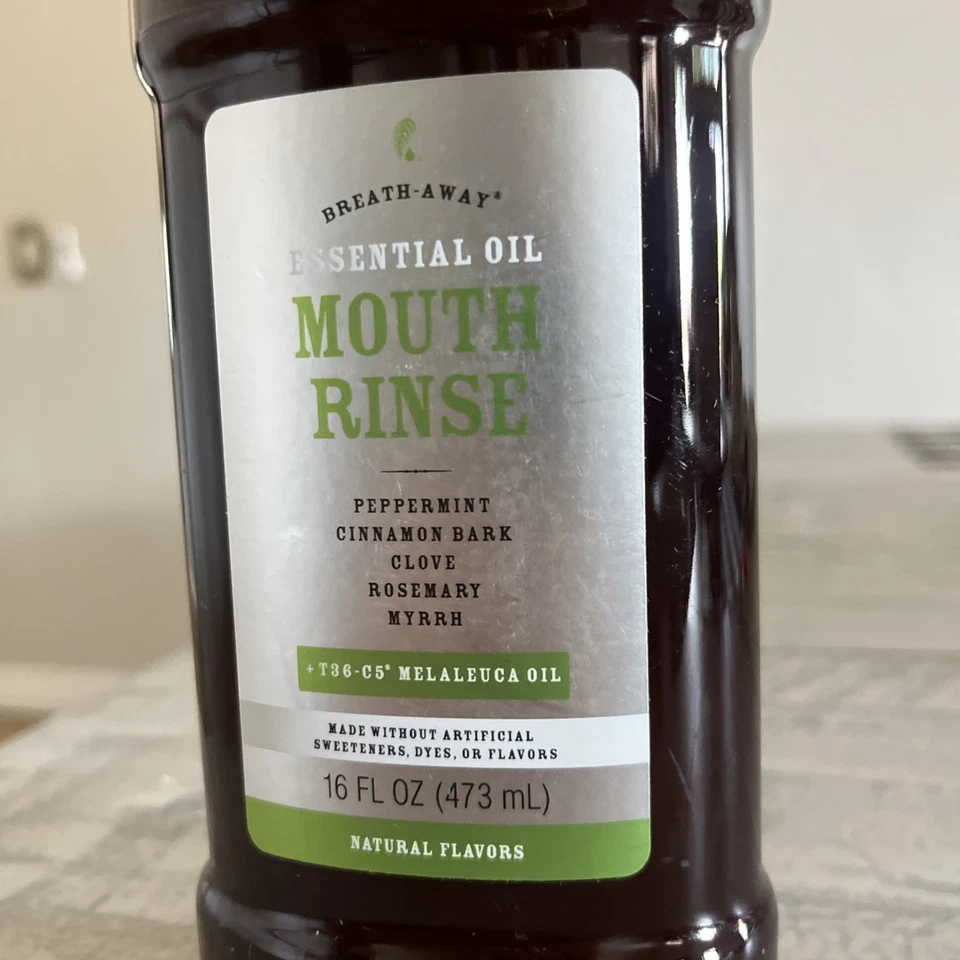 BREATH-AWAY®
ESSENTIAL OIL
MOUTH
RINSE
PEPPERMINT
CINNAMON BARK
CLOVE
ROSEMARY
MYRRH
+T36-C5® MELALEUCA OIL
MADE WITHOUT ARTIFICIAL
SWEETENERS, DYES, OR FLAVORS
16 FL OZ (473 mL)
NATURAL FLAVORS